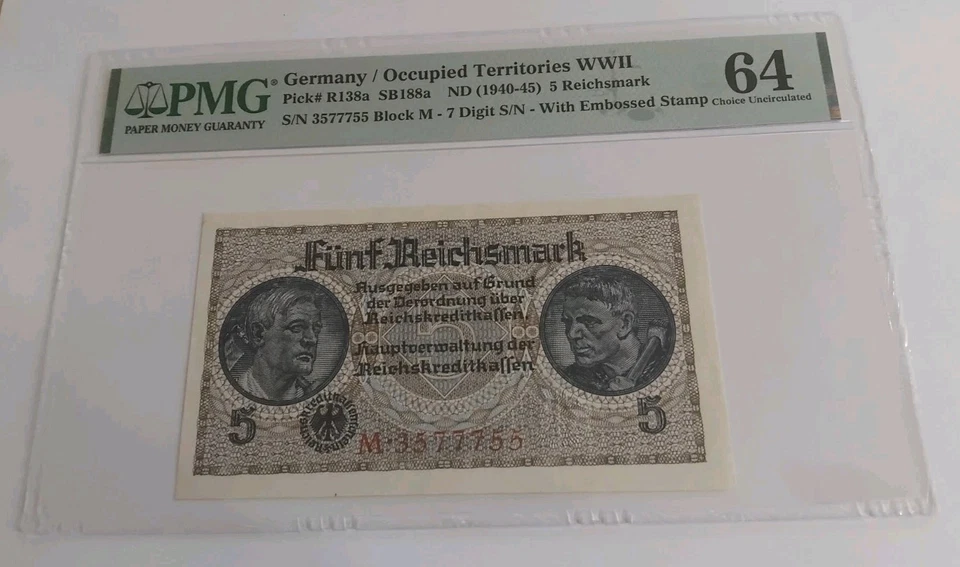 PMG®
PAPER MONEY GUARANTY
Germany / Occupied Territories WWII
Pick# R138a SB188a ND (1940-45) 5 Reichsmark
S/N 3577755 Block M - 7 Digit S/N - With Embossed Stamp
64
Choice Uncirculated
Fünf Reichsmark
Ausgegeben auf Grund
der Verordnung über
Reichskreditkassen.
Hauptverwaltung der
Reichskreditkassen
5
5
5
M·3577755